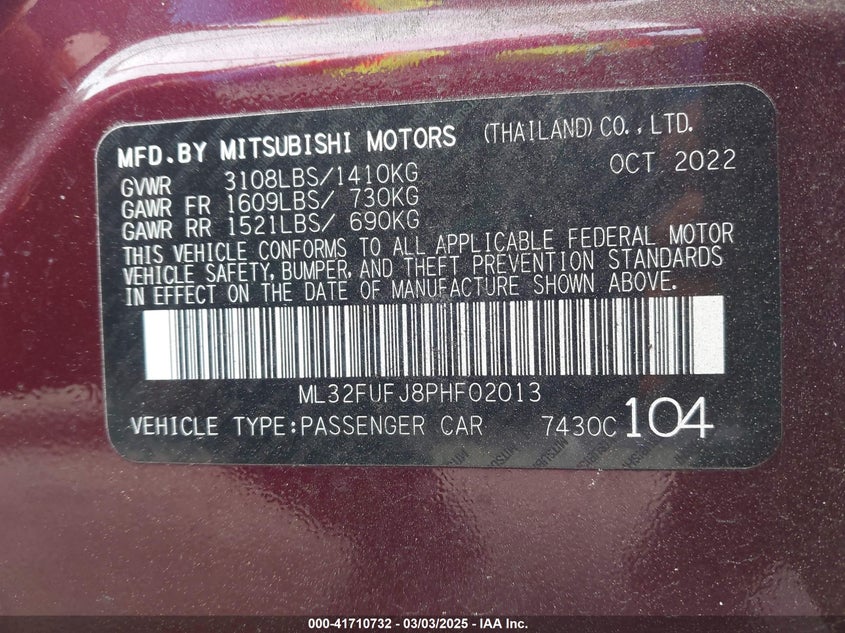 MFD.BY MITSUBISHI MOTORS (THAILAND) CO., LTD.
GVWR 3108LBS/1410KG OCT 2022
GAWR FR 1609LBS/ 730KG
GAWR RR 1521LBS/ 690KG
THIS VEHICLE CONFORMS TO ALL APPLICABLE FEDERAL MOTOR
VEHICLE SAFETY, BUMPER, AND THEFT PREVENTION STANDARDS
IN EFFECT ON THE DATE OF MANUFACTURE SHOWN ABOVE.
ML32FUFJ8PHF02013
VEHICLE TYPE:PASSENGER CAR 7430C 104
000-41710732 - 03/03/2025 - IAA Inc.